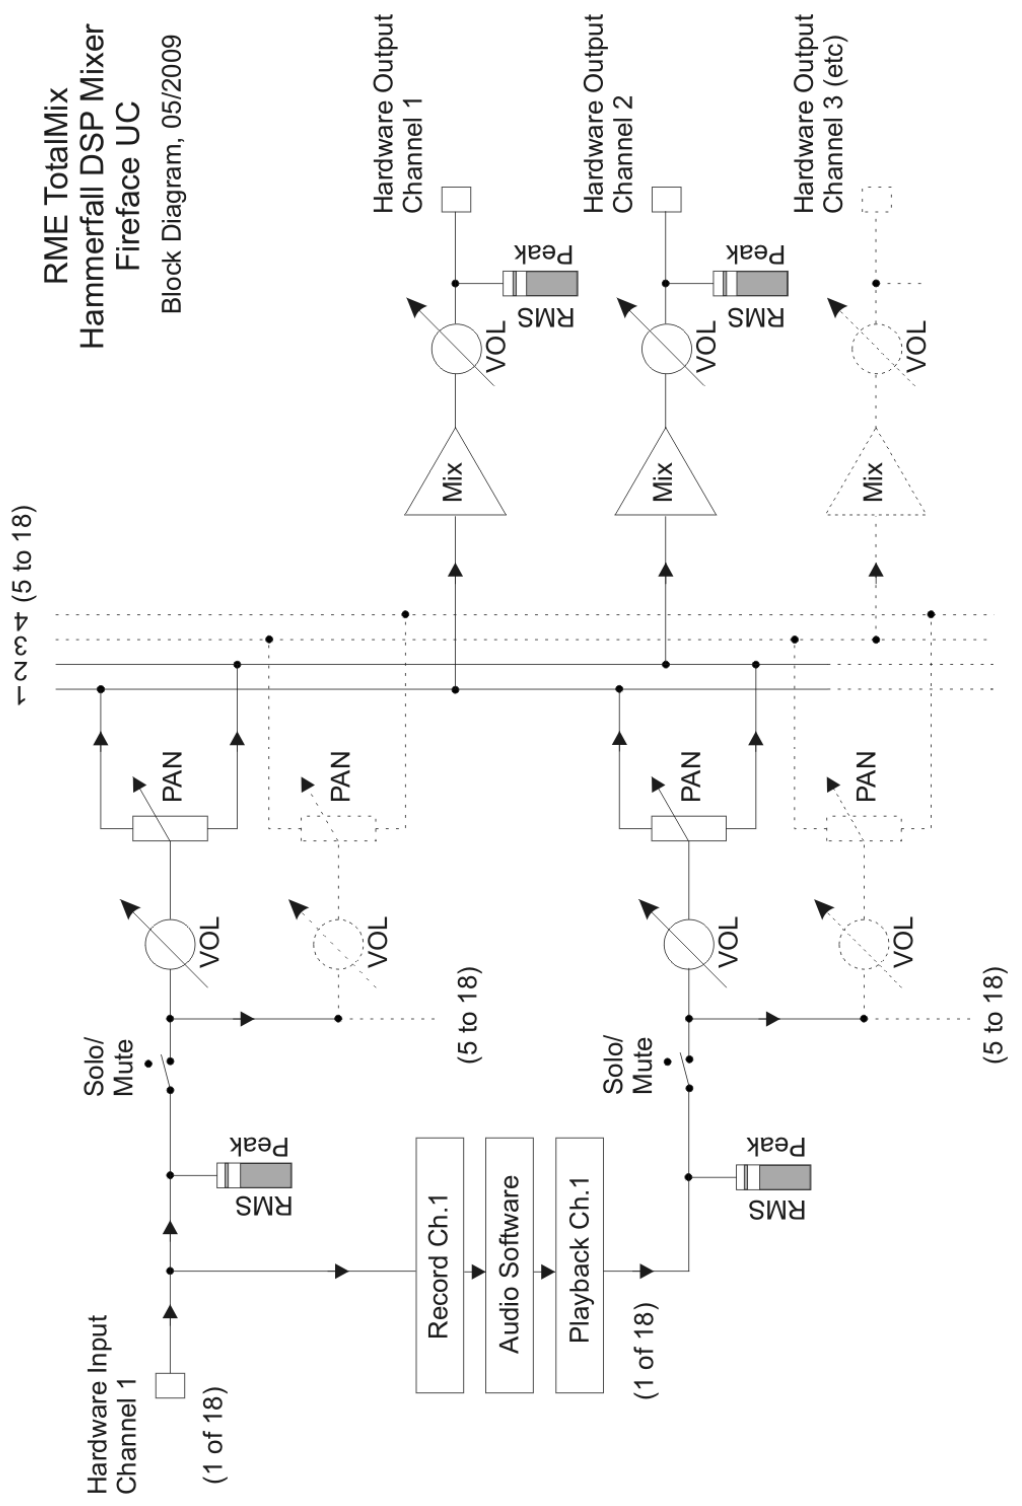 RME TotalMix
Hammerfall DSP Mixer
Fireface UC
Block Diagram, 05/2009
Hardware Input
Channel 1
(1 of 18)
RMS
Peak
Solo/
Mute
VOL
PAN
VOL
PAN
(5 to 18)
1 2 3 4 (5 to 18)
Mix
VOL
RMS
Peak
Hardware Output
Channel 1
Record Ch.1
Audio Software
Playback Ch.1
(1 of 18)
RMS
Peak
Solo/
Mute
VOL
PAN
VOL
PAN
(5 to 18)
Mix
VOL
RMS
Peak
Hardware Output
Channel 2
Mix
VOL
Hardware Output
Channel 3 (etc)